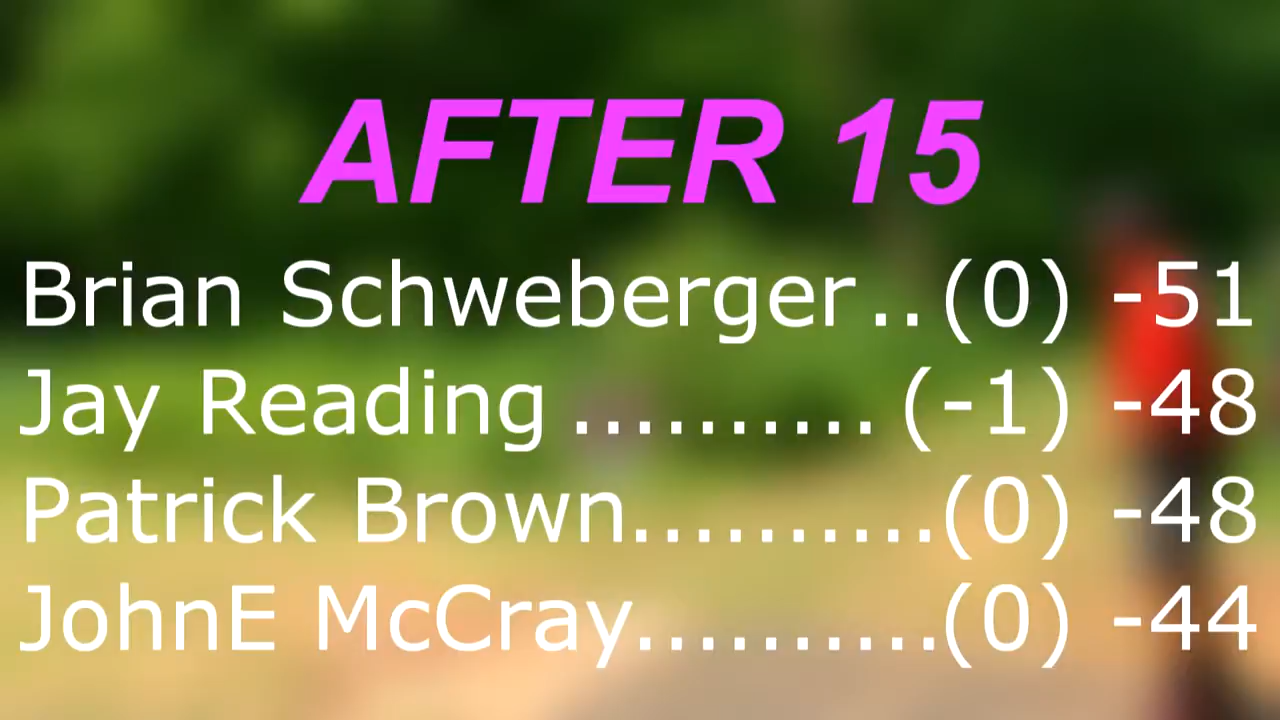 AFTER 15
Brian Schweberger..(0) -51
Jay Reading .......... (-1) -48
Patrick Brown..........(0) -48
JohnE McCray..........(0) -44